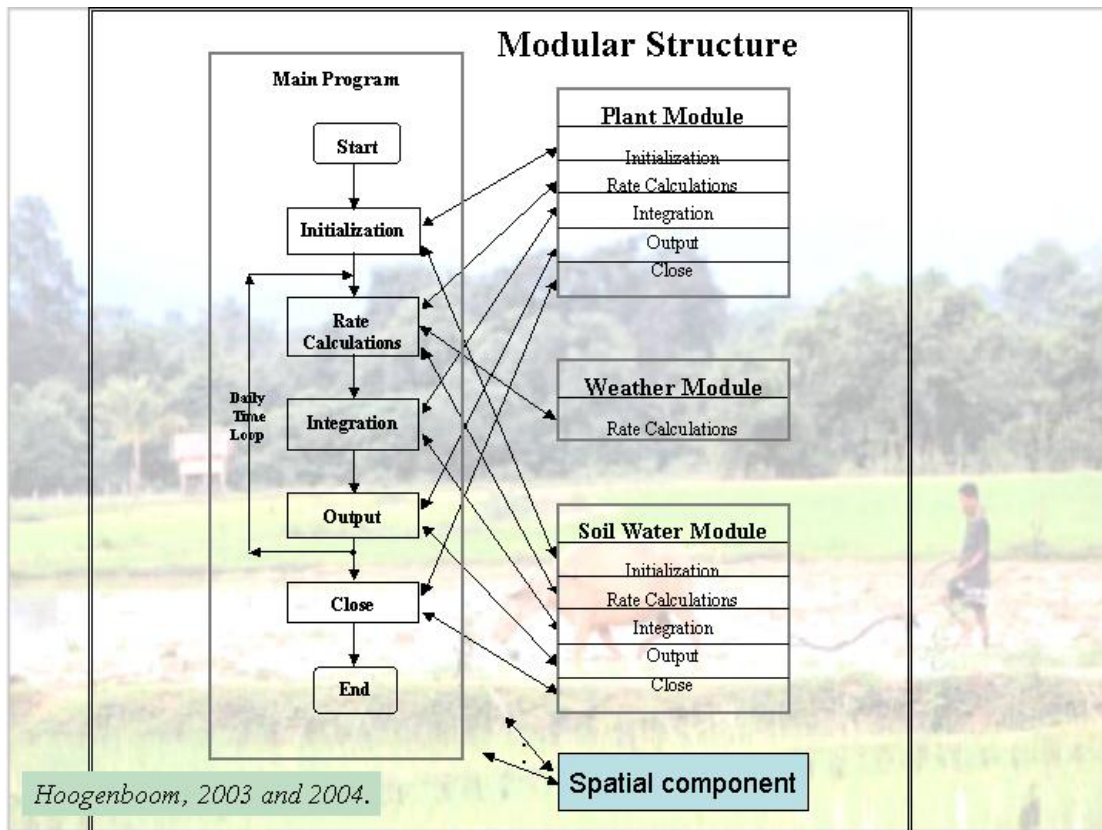 Modular Structure
Main Program
Start
Initialization
Rate
Calculations
Daily
Time
Loop
Integration
Output
Close
End
Plant Module
Initialization
Rate Calculations
Integration
Output
Close
Weather Module
Rate Calculations
Soil Water Module
Initialization
Rate Calculations
Integration
Output
Close
Spatial component
Hoogenboom, 2003 and 2004.